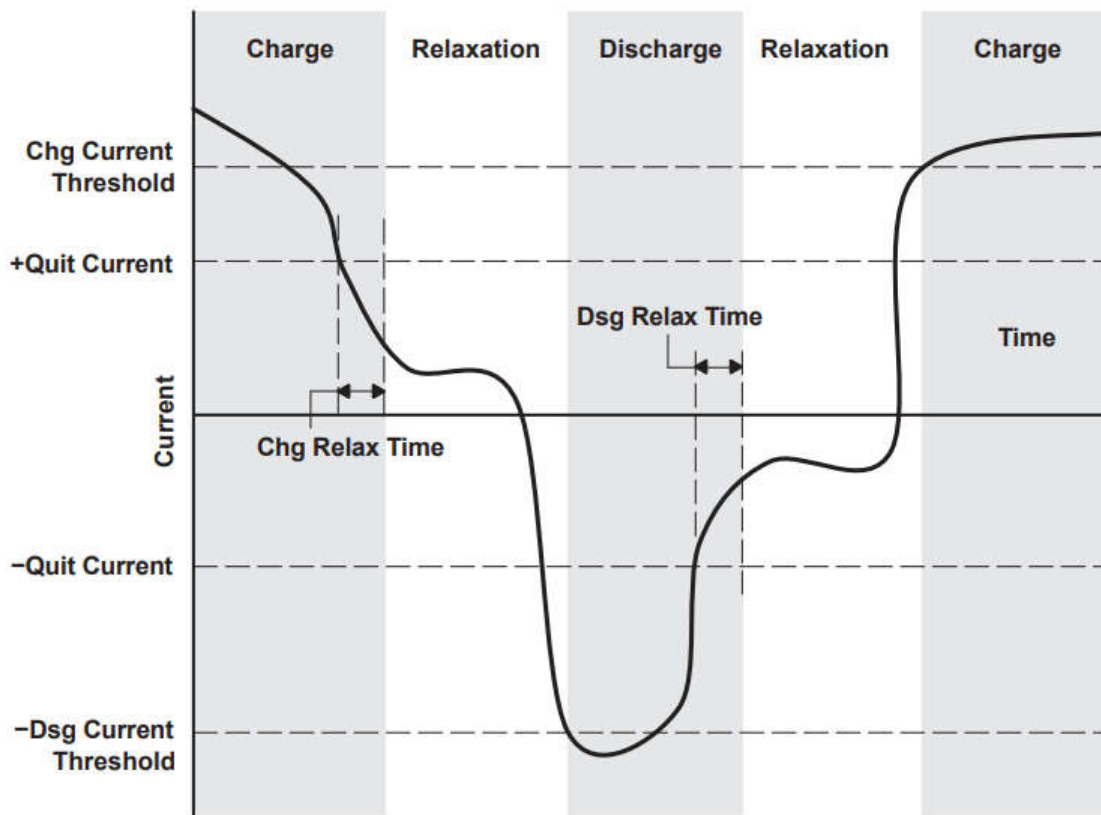 Charge
Relaxation
Discharge
Relaxation
Charge
Chg Current
Threshold
+Quit Current
Dsg Relax Time
Time
Current
Chg Relax Time
−Quit Current
−Dsg Current
Threshold